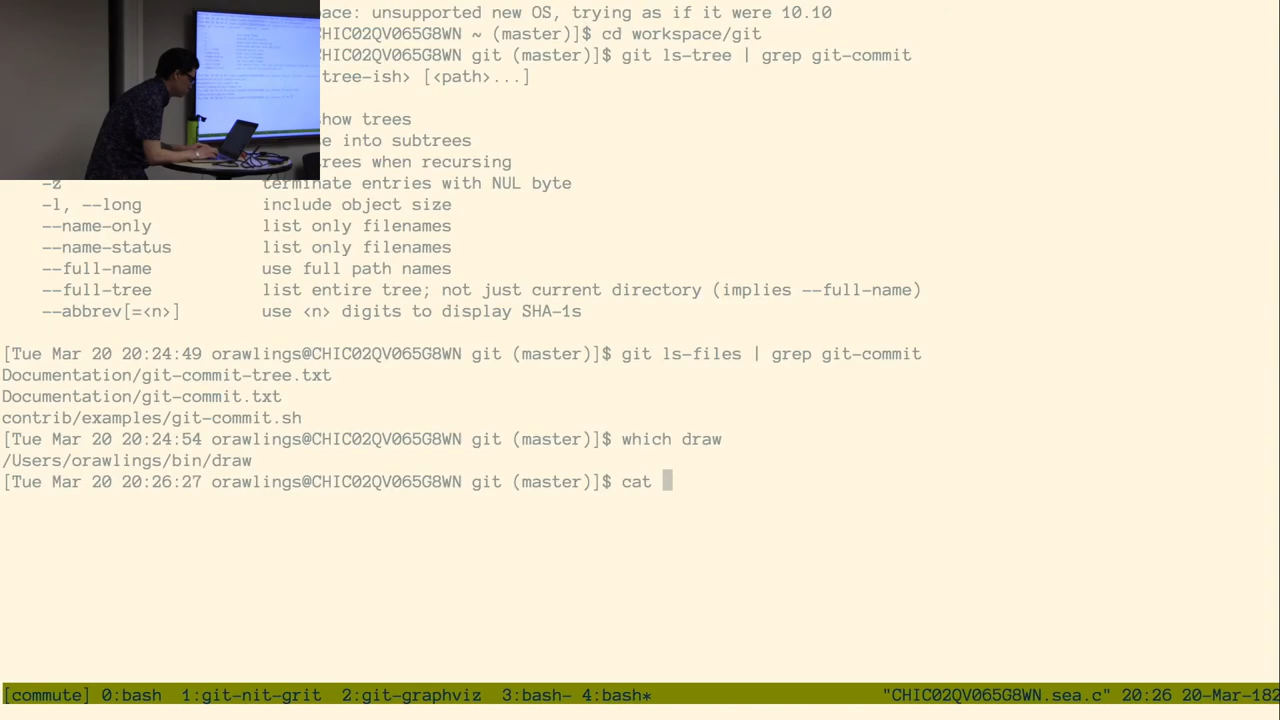 ace: unsupported new OS, trying as if it were 10.10
CHIC02QV065G8WN ~ (master)]$ cd workspace/git
CHIC02QV065G8WN git (master)]$ git ls-tree | grep git-commit
tree-ish> [<path>...]
how trees
e into subtrees
rees when recursing
-z terminate entries with NUL byte
-l, --long include object size
--name-only list only filenames
--name-status list only filenames
--full-name use full path names
--full-tree list entire tree; not just current directory (implies --full-name)
--abbrev[=<n>] use <n> digits to display SHA-1s
[Tue Mar 20 20:24:49 orawlings@CHIC02QV065G8WN git (master)]$ git ls-files | grep git-commit
Documentation/git-commit-tree.txt
Documentation/git-commit.txt
contrib/examples/git-commit.sh
[Tue Mar 20 20:24:54 orawlings@CHIC02QV065G8WN git (master)]$ which draw
/Users/orawlings/bin/draw
[Tue Mar 20 20:26:27 orawlings@CHIC02QV065G8WN git (master)]$ cat
[commute] 0:bash 1:git-nit-grit 2:git-graphviz 3:bash- 4:bash* "CHIC02QV065G8WN.sea.c" 20:26 20-Mar-182